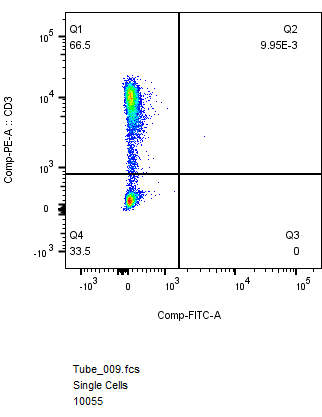 Q1
66.5
Q2
9.95E-3
10^5
10^4
10^3
0
-10^3
Comp-PE-A :: CD3
Q4
33.5
Q3
0
-10^3
0
10^3
10^4
10^5
Comp-FITC-A
Tube_009.fcs
Single Cells
10055